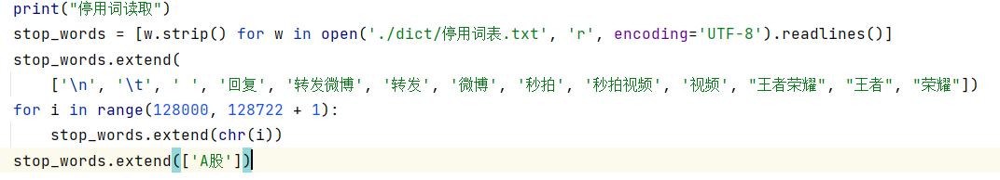 print("停用词读取")
stop_words = [w.strip() for w in open('./dict/停用词表.txt', 'r', encoding='UTF-8').readlines()]
stop_words.extend(
    ['\n', '\t', ' ', '回复', '转发微博', '转发', '微博', '秒拍', '秒拍视频', '视频', "王者荣耀", "王者", "荣耀"])
for i in range(128000, 128722 + 1):
    stop_words.extend(chr(i))
stop_words.extend(['A股'])